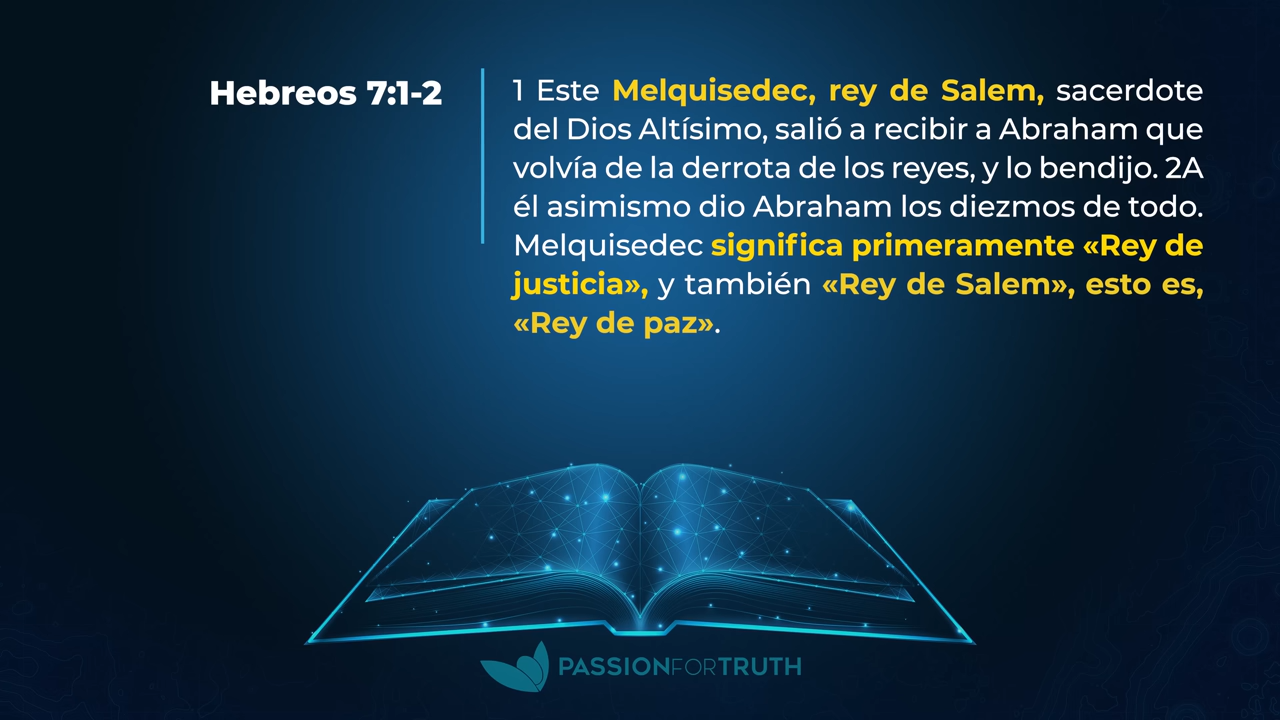 Hebreos 7:1-2
1 Este Melquisedec, rey de Salem, sacerdote
del Dios Altísimo, salió a recibir a Abraham que
volvía de la derrota de los reyes, y lo bendijo. 2A
él asimismo dio Abraham los diezmos de todo.
Melquisedec significa primeramente «Rey de
justicia», y también «Rey de Salem», esto es,
«Rey de paz».
PASSIONFORTRUTH